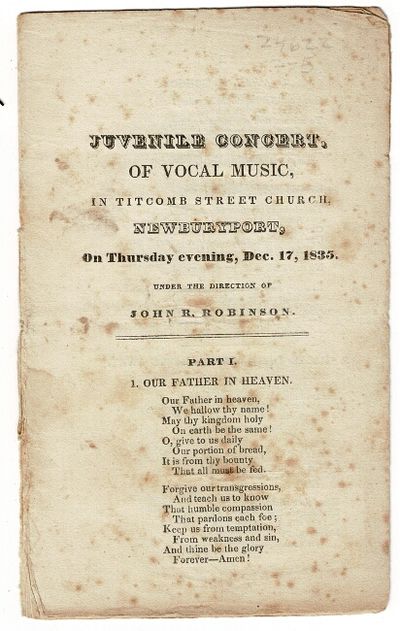 JUVENILE CONCERT,
OF VOCAL MUSIC,
IN TITCOMB STREET CHURCH,
NEWBURYPORT,
On Thursday evening, Dec. 17, 1835.
UNDER THE DIRECTION OF
JOHN R. ROBINSON.
PART I.
1. OUR FATHER IN HEAVEN.
Our Father in heaven,
We hallow thy name!
May thy kingdom holy
On earth be the same!
O, give to us daily
Our portion of bread,
It is from thy bounty
That all must be fed.
Forgive our transgressions,
And teach us to know
That humble compassion
That pardons each foe;
Keep us from temptation,
From weakness and sin,
And thine be the glory
Forever—Amen!